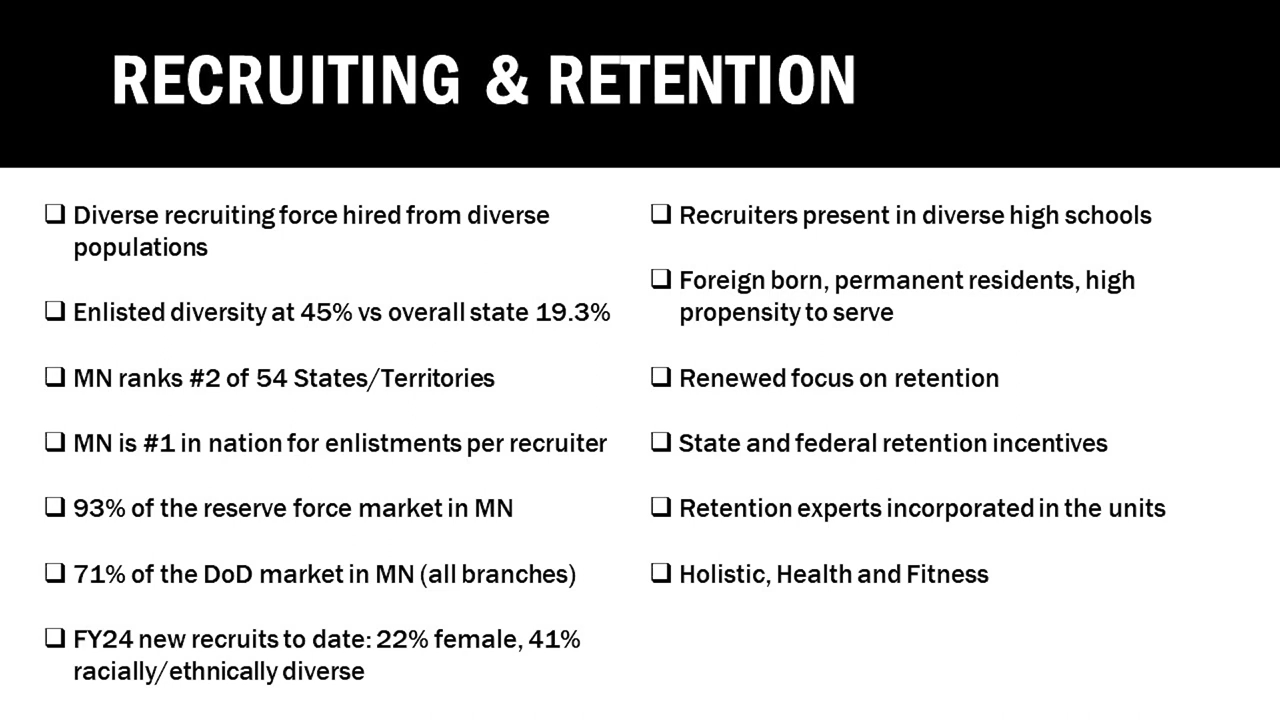 RECRUITING & RETENTION
❑ Diverse recruiting force hired from diverse
populations
❑ Enlisted diversity at 45% vs overall state 19.3%
❑ MN ranks #2 of 54 States/Territories
❑ MN is #1 in nation for enlistments per recruiter
❑ 93% of the reserve force market in MN
❑ 71% of the DoD market in MN (all branches)
❑ FY24 new recruits to date: 22% female, 41%
racially/ethnically diverse
❑ Recruiters present in diverse high schools
❑ Foreign born, permanent residents, high
propensity to serve
❑ Renewed focus on retention
❑ State and federal retention incentives
❑ Retention experts incorporated in the units
❑ Holistic, Health and Fitness